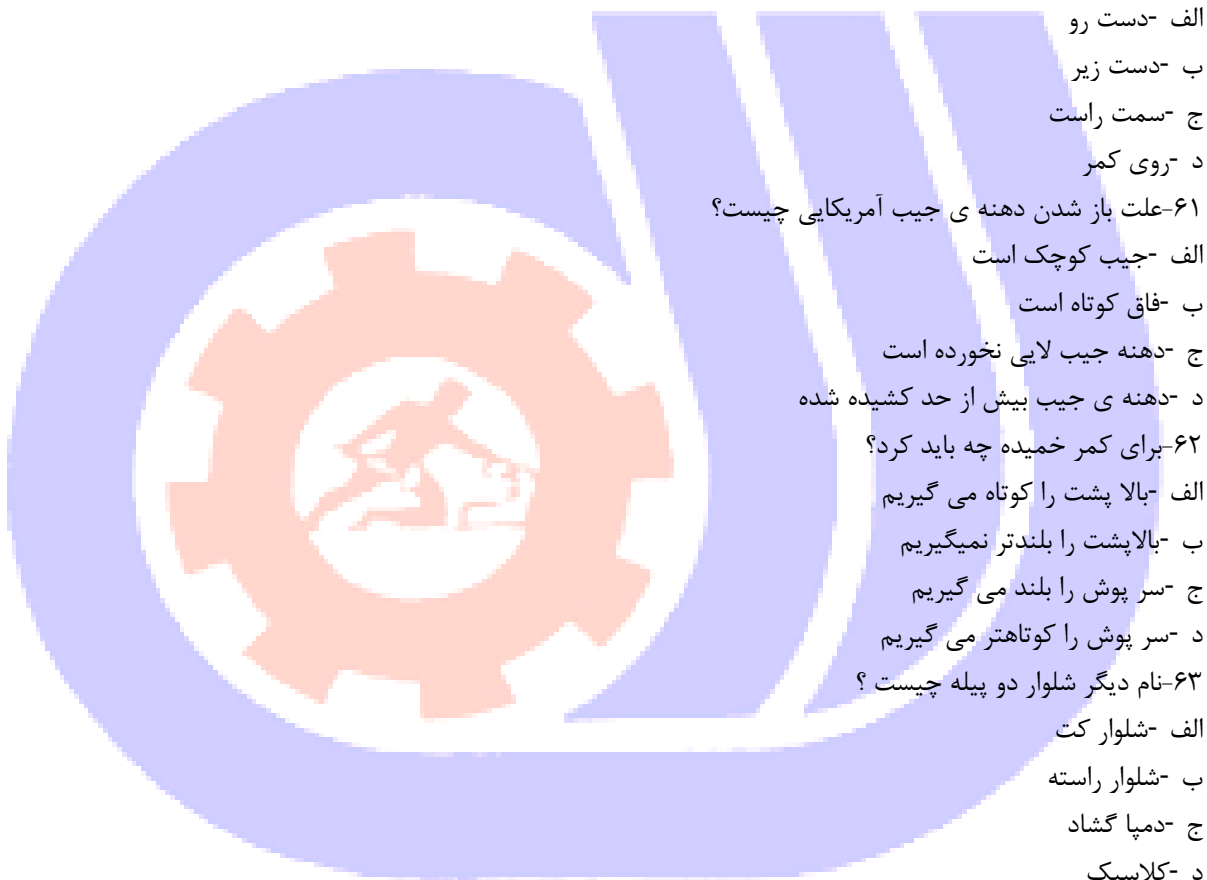 الف -دست رو
ب -دست زیر
ج -سمت راست
د -روی کمر
۶۱-علت باز شدن دهنه ی جیب آمریکایی چیست؟
الف -جیب کوچک است
ب -فاق کوتاه است
ج -دهنه جیب لایی نخورده است
د -دهنه ی جیب بیش از حد کشیده شده
۶۲-برای کمر خمیده چه باید کرد؟
الف -بالا پشت را کوتاه می گیریم
ب -بالاپشت را بلندتر نمیگیریم
ج -سر پوش را بلند می گیریم
د -سر پوش را کوتاهتر می گیریم
۶۳-نام دیگر شلوار دو پیله چیست ؟
الف -شلوار کت
ب -شلوار راسته
ج -دمپا گشاد
د -کلاسیک